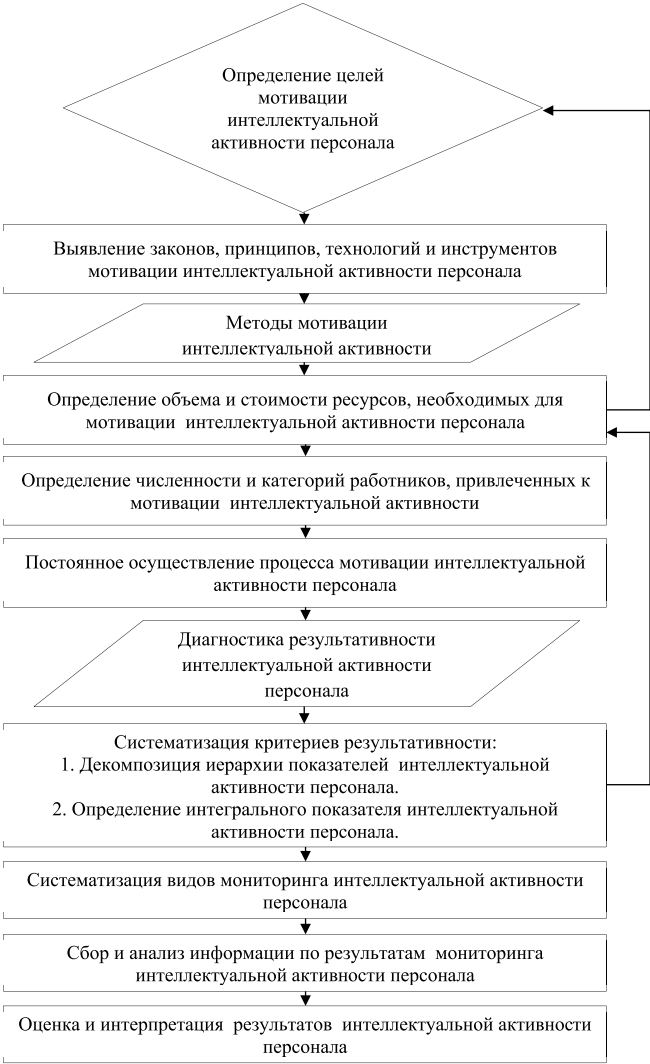 Определение целей
мотивации
интеллектуальной
активности персонала
Выявление законов, принципов, технологий и инструментов
мотивации интеллектуальной активности персонала
Методы мотивации
интеллектуальной активности
Определение объема и стоимости ресурсов, необходимых для
мотивации интеллектуальной активности персонала
Определение численности и категорий работников, привлеченных к
мотивации интеллектуальной активности
Постоянное осуществление процесса мотивации интеллектуальной
активности персонала
Диагностика результативности
интеллектуальной активности
персонала
Систематизация критериев результативности:
1. Декомпозиция иерархии показателей интеллектуальной
активности персонала.
2. Определение интегрального показателя интеллектуальной
активности персонала.
Систематизация видов мониторинга интеллектуальной активности
персонала
Сбор и анализ информации по результатам мониторинга
интеллектуальной активности персонала
Оценка и интерпретация результатов интеллектуальной активности
персонала